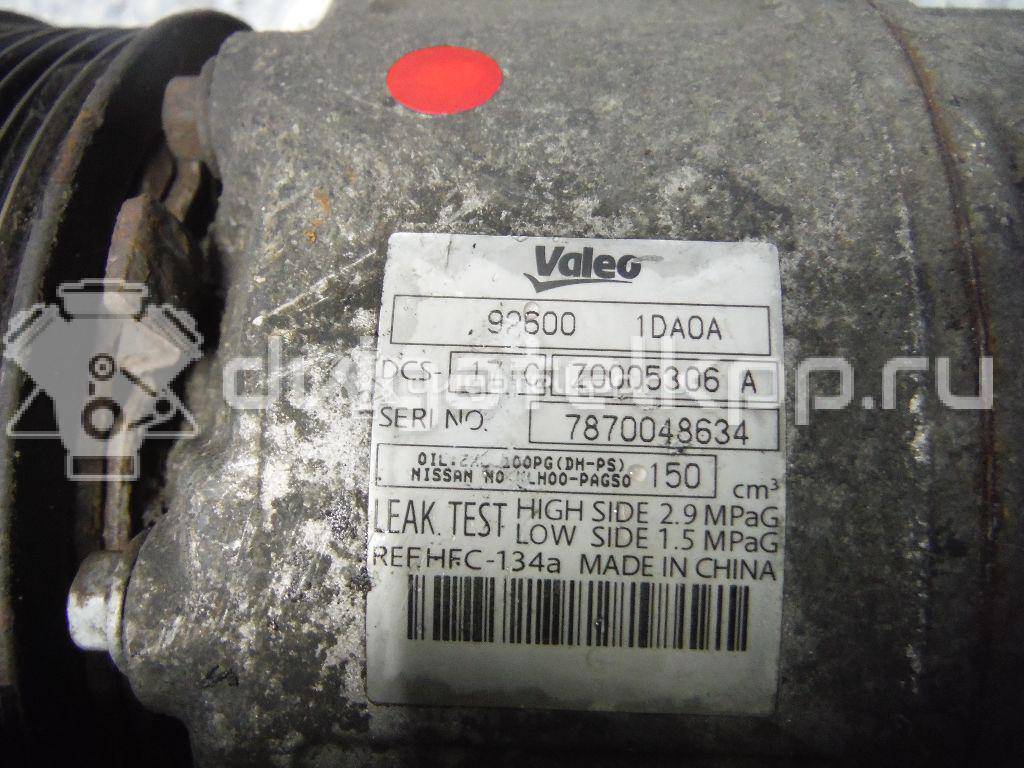 Valeo
92600 1DA0A
DCS- Z0005306 A
SERI NO. 7870048634
100PG(DH-PS)
NISSAN NO 150 cm³
LEAK. TEST HIGH SIDE 2.9 MPaG
LOW SIDE 1.5 MPaG
REF.HFC-134a MADE IN CHINA